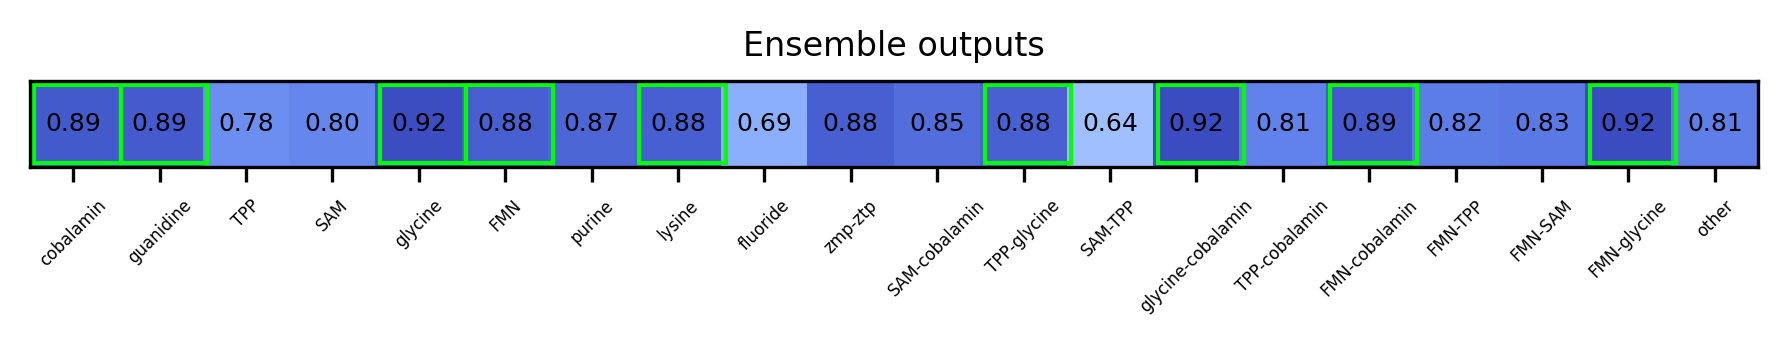 Ensemble outputs
0.89 0.89 0.78 0.80 0.92 0.88 0.87 0.88 0.69 0.88 0.85 0.88 0.64 0.92 0.81 0.89 0.82 0.83 0.92 0.81
cobalamin guanidine TPP SAM glycine FMN purine lysine fluoride zmp-ztp SAM-cobalamin TPP-glycine SAM-TPP glycine-cobalamin TPP-cobalamin FMN-cobalamin FMN-TPP FMN-SAM FMN-glycine other